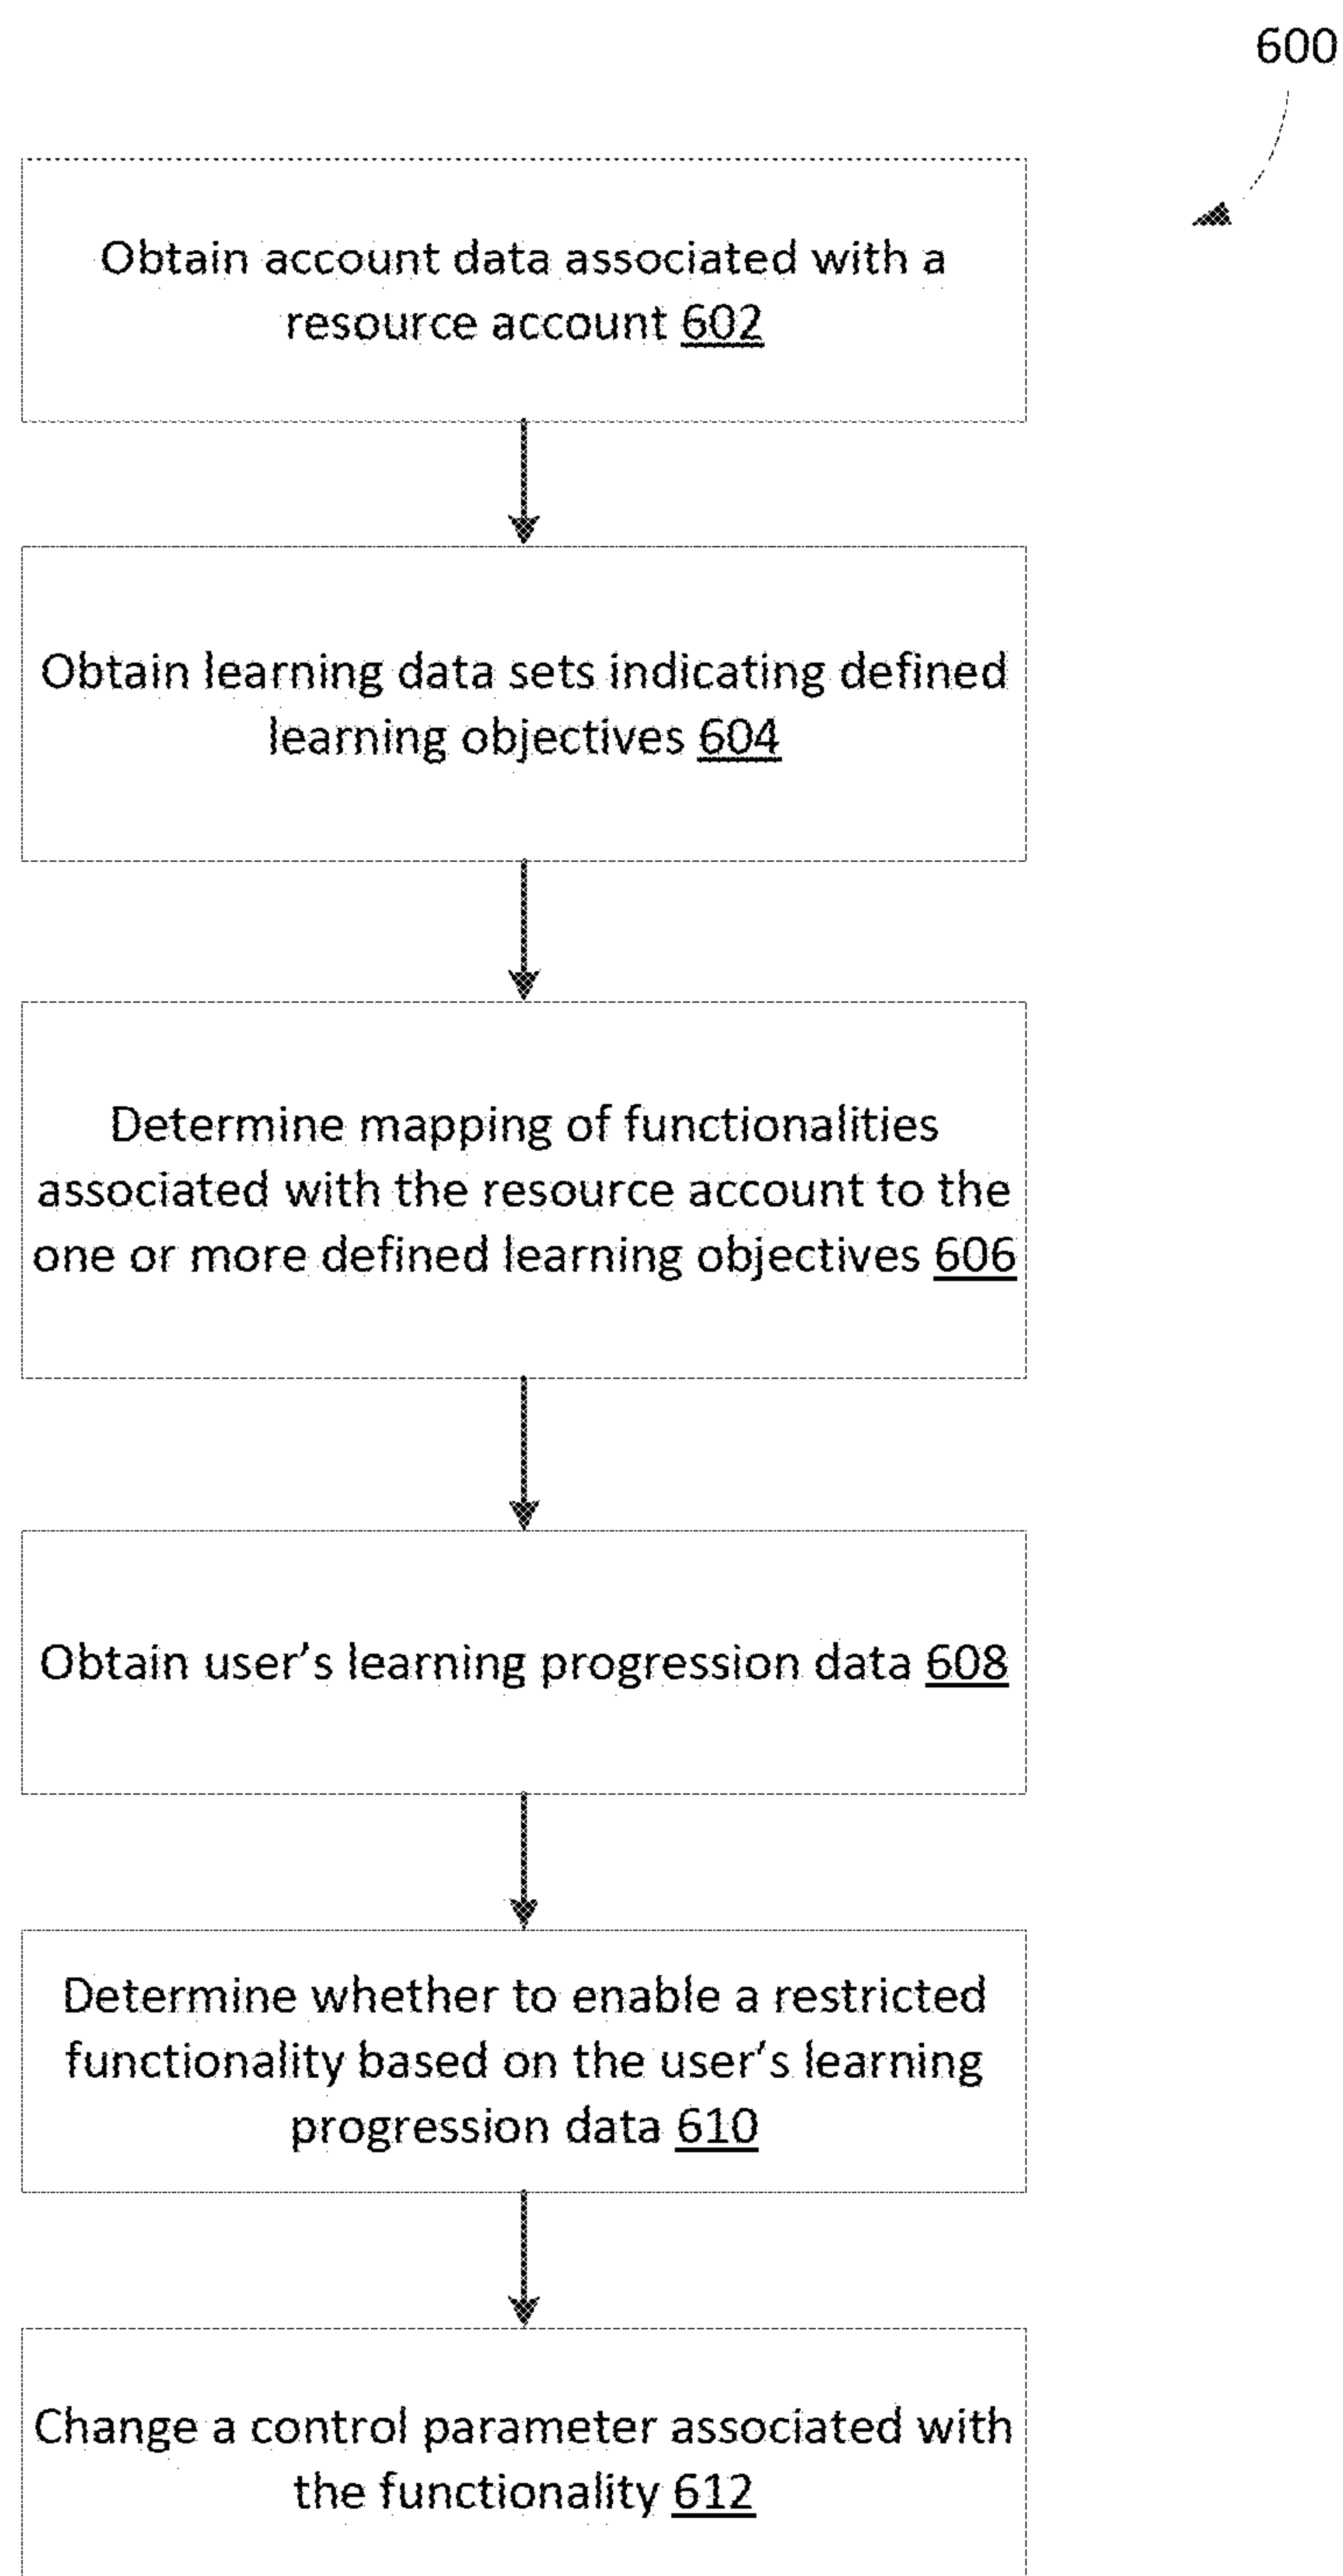 600
Obtain account data associated with a
resource account 602
Obtain learning data sets indicating defined
learning objectives 604
Determine mapping of functionalities
associated with the resource account to the
one or more defined learning objectives 606
Obtain user’s learning progression data 608
Determine whether to enable a restricted
functionality based on the user’s learning
progression data 610
Change a control parameter associated with
the functionality 612